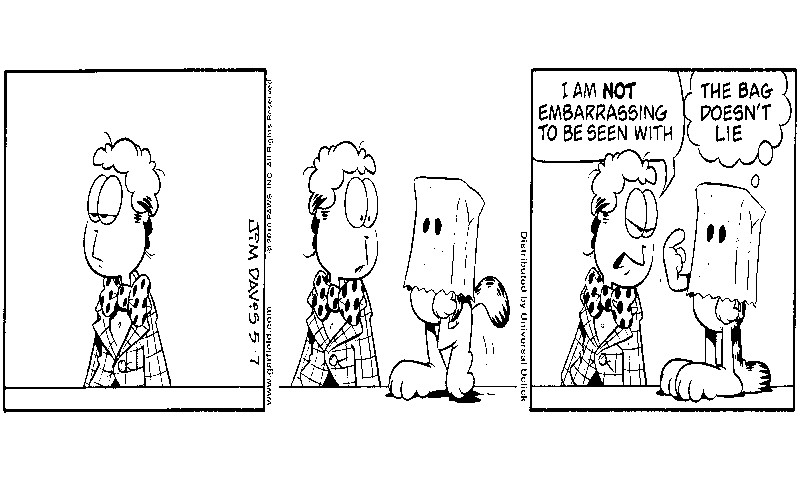 JIM DAVIS 5-7
© 2010 PAWS, INC. All Rights Reserved.
www.garfield.com
Distributed by Universal Uclick
I AM NOT
EMBARRASSING
TO BE SEEN WITH
THE BAG
DOESN'T
LIE